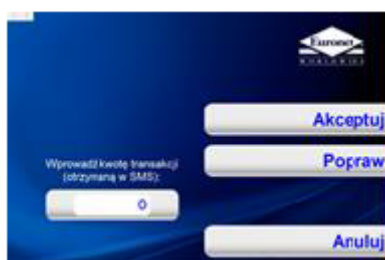 Euronet
WORLDWIDE
Akceptuj
Wprowadź kwotę transakcji
(otrzymaną w SMS):
Popraw
0
Anuluj